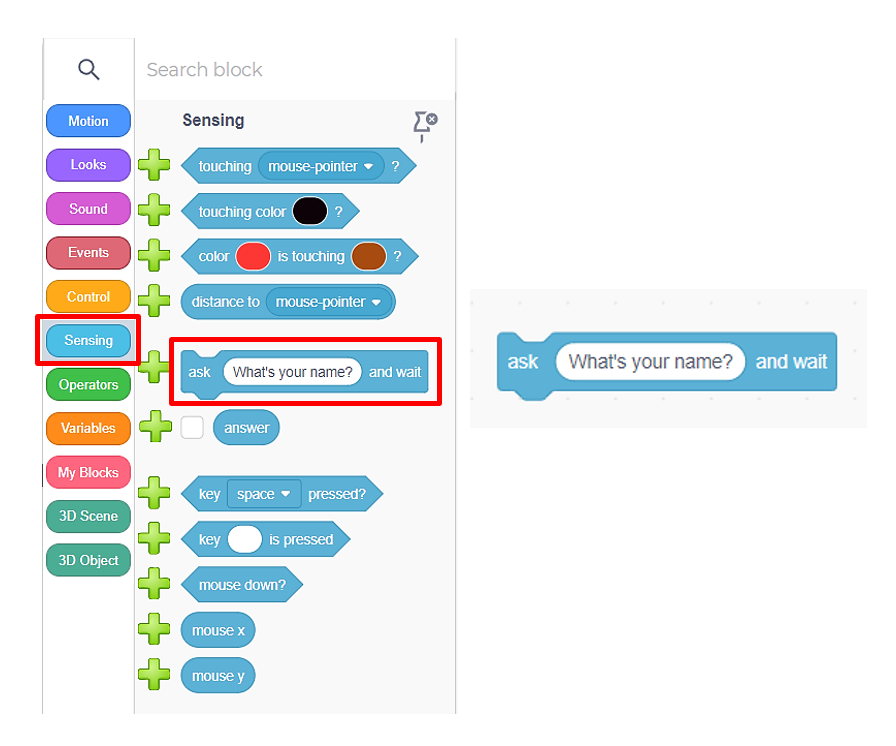 Search block
Motion
Looks
Sound
Events
Control
Sensing
Operators
Variables
My Blocks
3D Scene
3D Object
Sensing
touching mouse-pointer ?
touching color ?
color is touching ?
distance to mouse-pointer
ask What's your name? and wait
answer
key space pressed?
key is pressed
mouse down?
mouse x
mouse y
ask What's your name? and wait